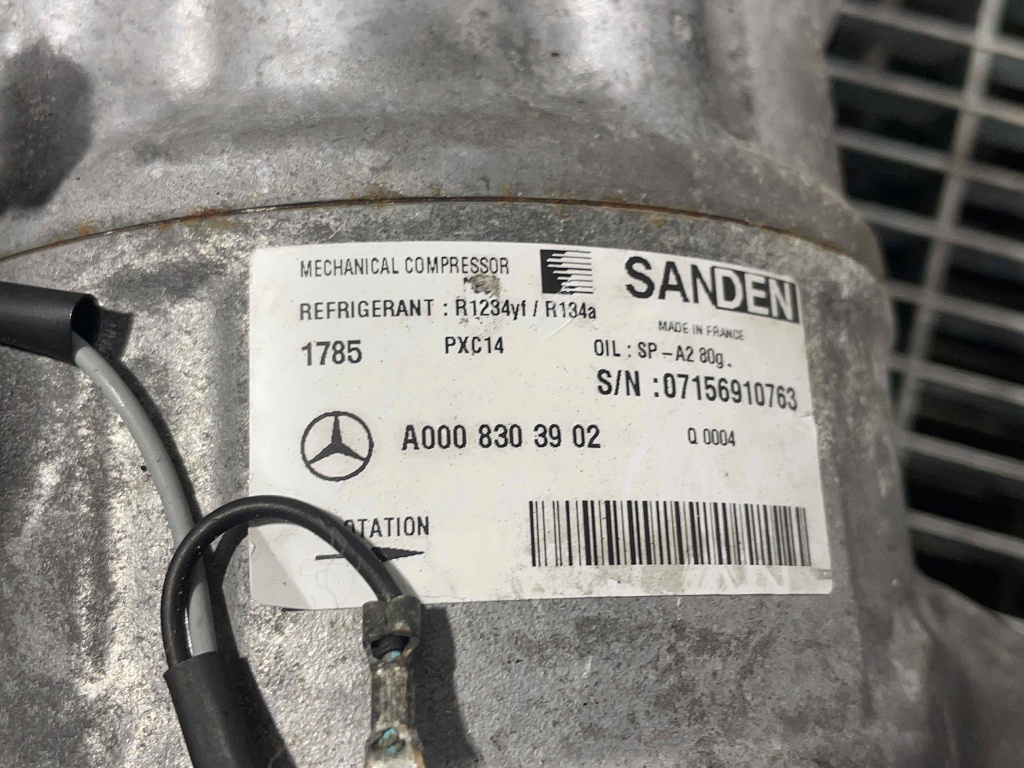 MECHANICAL COMPRESSOR
SANDEN
REFRIGERANT : R1234yf / R134a
MADE IN FRANCE
1785 PXC14 OIL : SP-A2 80g.
S/N :07156910763
A000 830 39 02 Q 0004